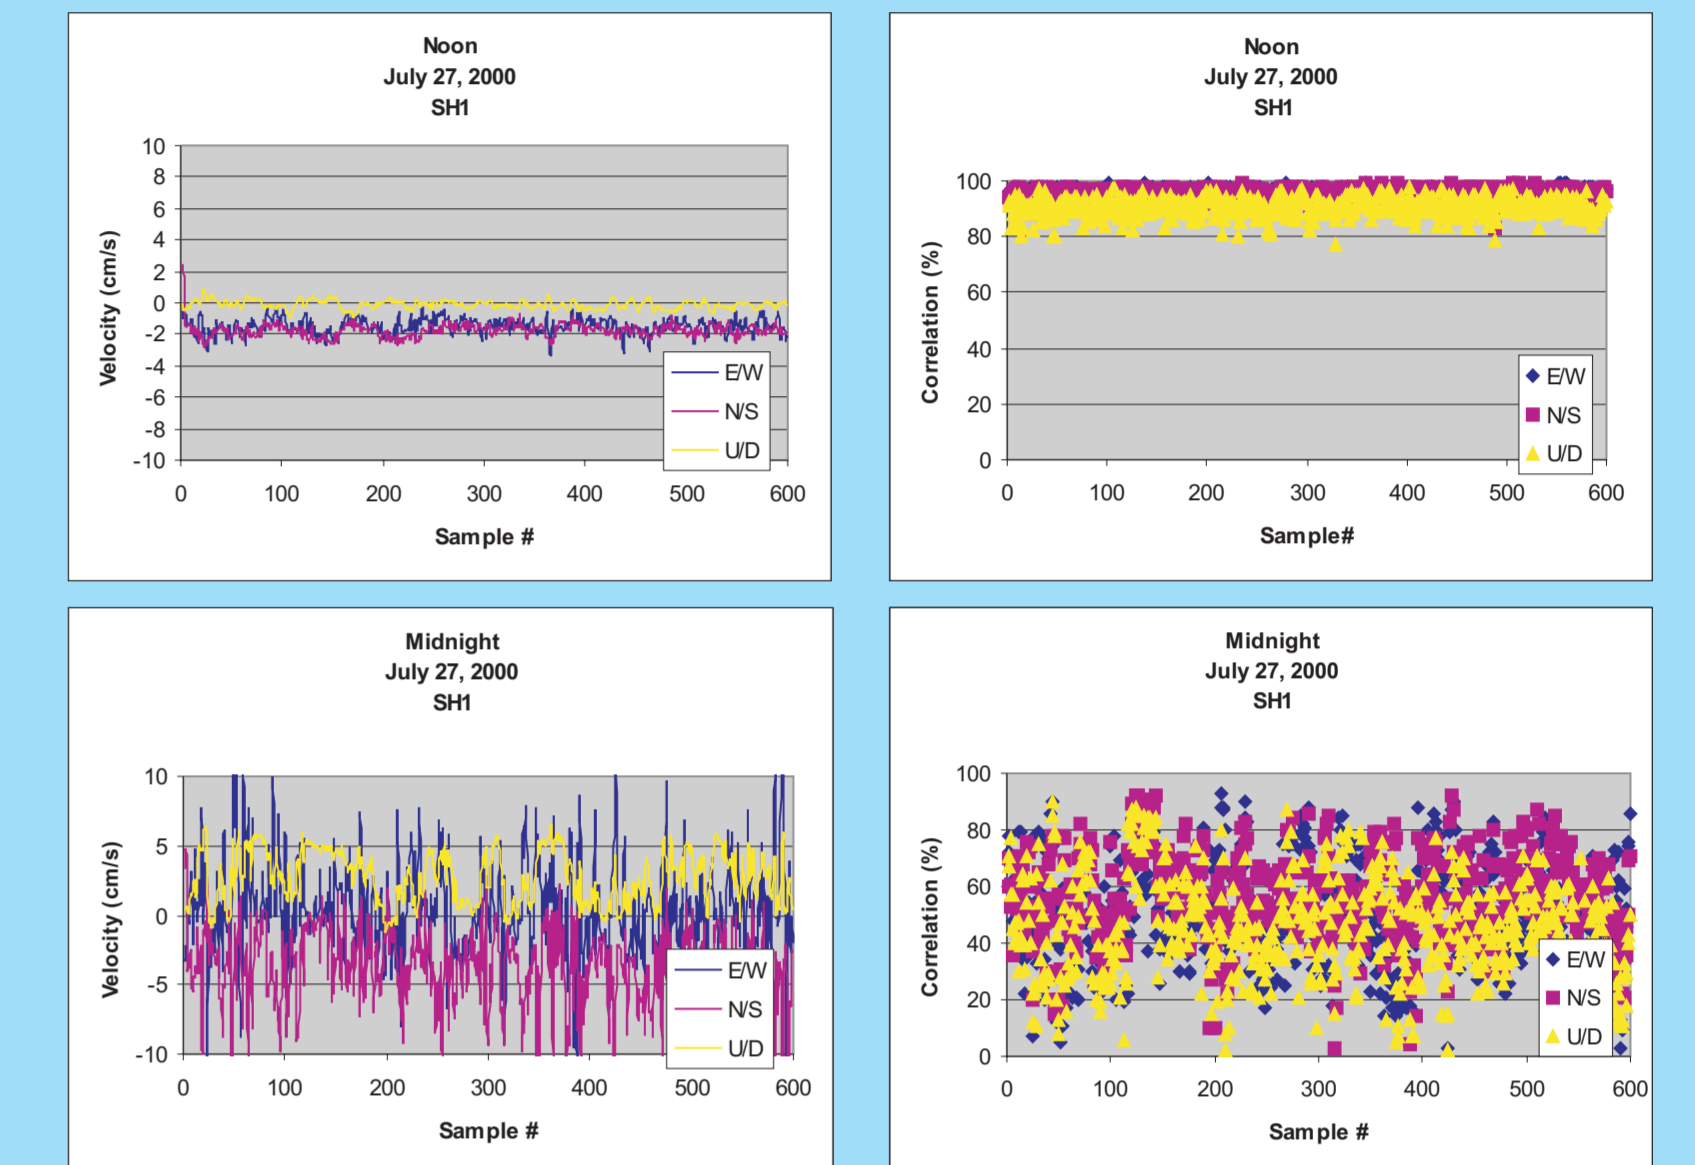 Noon
July 27, 2000
SH1
10
8
6
4
2
0
-2
-4
-6
-8
-10
Velocity (cm/s)
E/W
N/S
U/D
0 100 200 300 400 500 600
Sample #
Noon
July 27, 2000
SH1
100
80
60
40
20
0
Correlation (%)
E/W
N/S
U/D
0 100 200 300 400 500 600
Sample#
Midnight
July 27, 2000
SH1
10
5
0
-5
-10
Velocity (cm/s)
E/W
N/S
U/D
0 100 200 300 400 500 600
Sample #
Midnight
July 27, 2000
SH1
100
80
60
40
20
0
Correlation (%)
E/W
N/S
U/D
0 100 200 300 400 500 600
Sample #